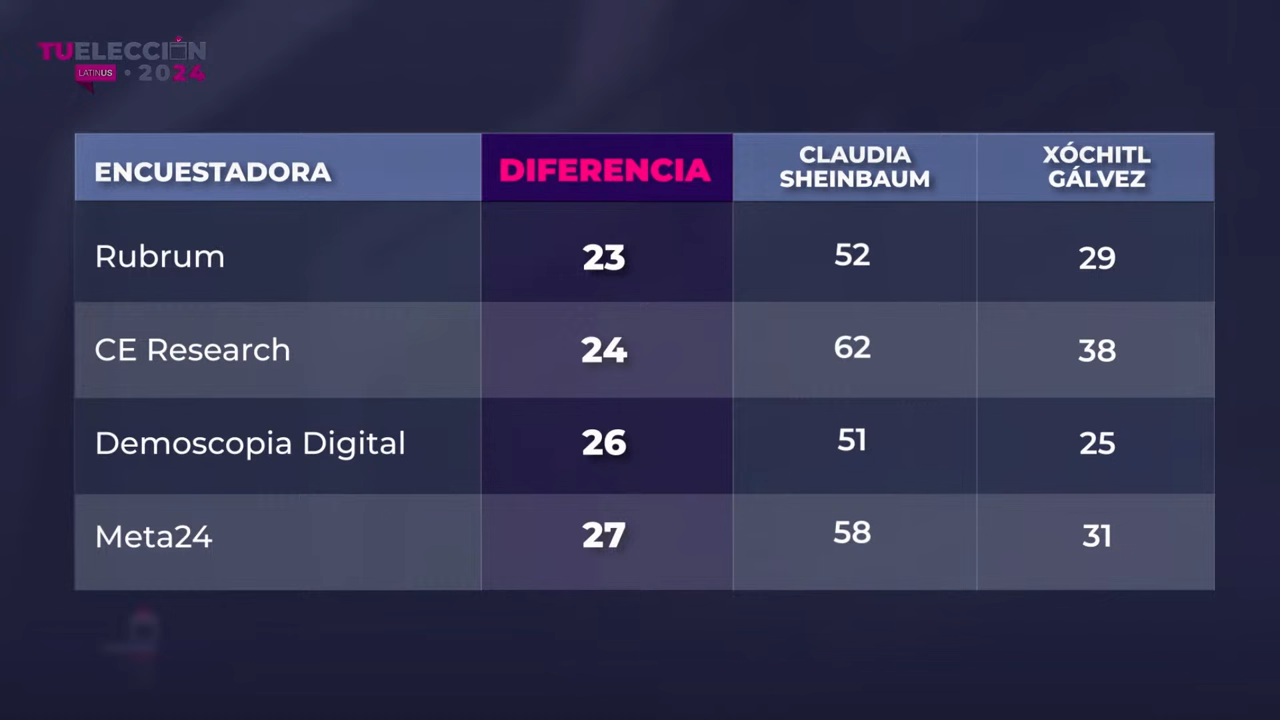 TUELECCIÓN
LATINUS • 2024
ENCUESTADORA DIFERENCIA CLAUDIA SHEINBAUM XÓCHITL GÁLVEZ
Rubrum 23 52 29
CE Research 24 62 38
Demoscopia Digital 26 51 25
Meta24 27 58 31